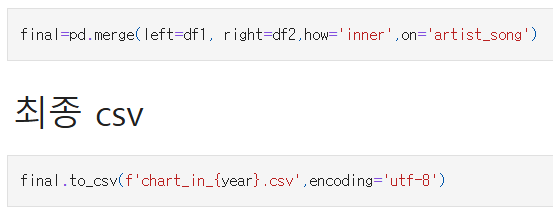 final=pd.merge(left=df1, right=df2,how='inner',on='artist_song')
최종 csv
final.to_csv(f'chart_in_{year}.csv',encoding='utf-8')